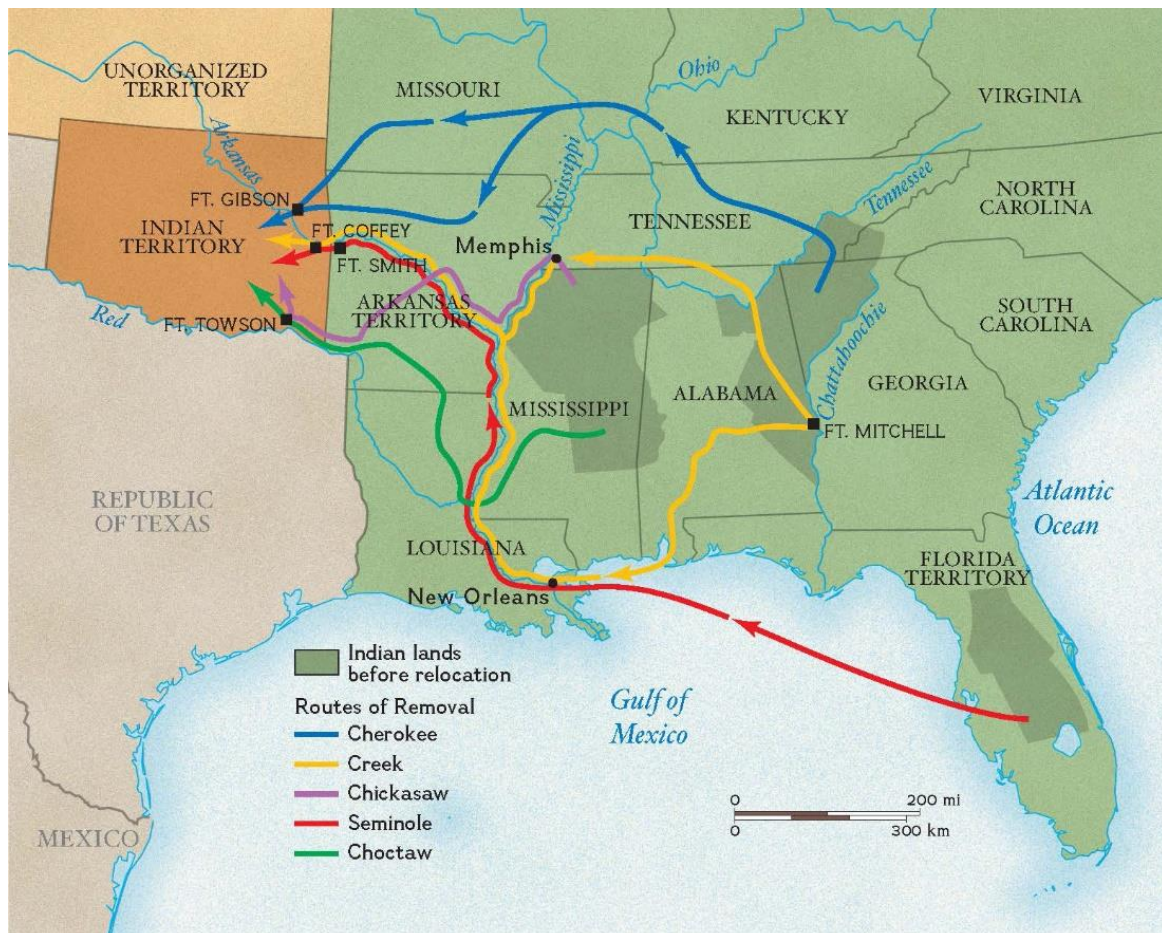 UNORGANIZED
TERRITORY
MISSOURI
Ohio
KENTUCKY
VIRGINIA
Arkansas
Mississippi
FT. GIBSON
TENNESSEE
Tennessee
NORTH
CAROLINA
INDIAN
TERRITORY
FT. COFFEY
FT. SMITH
Memphis
ARKANSAS
TERRITORY
SOUTH
CAROLINA
Red
FT. TOWSON
Chattahoochie
GEORGIA
ALABAMA
MISSISSIPPI
FT. MITCHELL
REPUBLIC
OF TEXAS
Atlantic
Ocean
LOUISIANA
FLORIDA
TERRITORY
New Orleans
Indian lands
before relocation
Routes of Removal
Cherokee
Creek
Chickasaw
Seminole
Choctaw
Gulf of
Mexico
0 200 mi
0 300 km
MEXICO